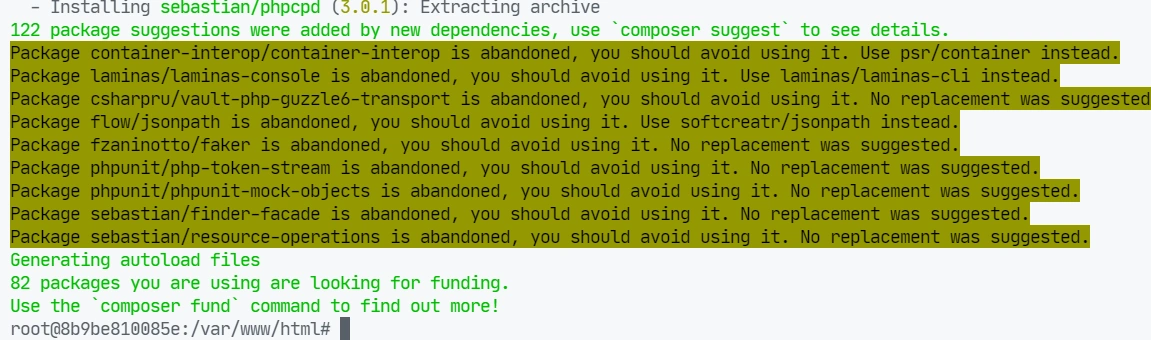 - Installing sebastian/phpcpd (3.0.1): Extracting archive
122 package suggestions were added by new dependencies, use `composer suggest` to see details.
Package container-interop/container-interop is abandoned, you should avoid using it. Use psr/container instead.
Package laminas/laminas-console is abandoned, you should avoid using it. Use laminas/laminas-cli instead.
Package csharpru/vault-php-guzzle6-transport is abandoned, you should avoid using it. No replacement was suggested
Package flow/jsonpath is abandoned, you should avoid using it. Use softcreatr/jsonpath instead.
Package fzaninotto/faker is abandoned, you should avoid using it. No replacement was suggested.
Package phpunit/php-token-stream is abandoned, you should avoid using it. No replacement was suggested.
Package phpunit/phpunit-mock-objects is abandoned, you should avoid using it. No replacement was suggested.
Package sebastian/finder-facade is abandoned, you should avoid using it. No replacement was suggested.
Package sebastian/resource-operations is abandoned, you should avoid using it. No replacement was suggested.
Generating autoload files
82 packages you are using are looking for funding.
Use the `composer fund` command to find out more!
root@8b9be810085e:/var/www/html#